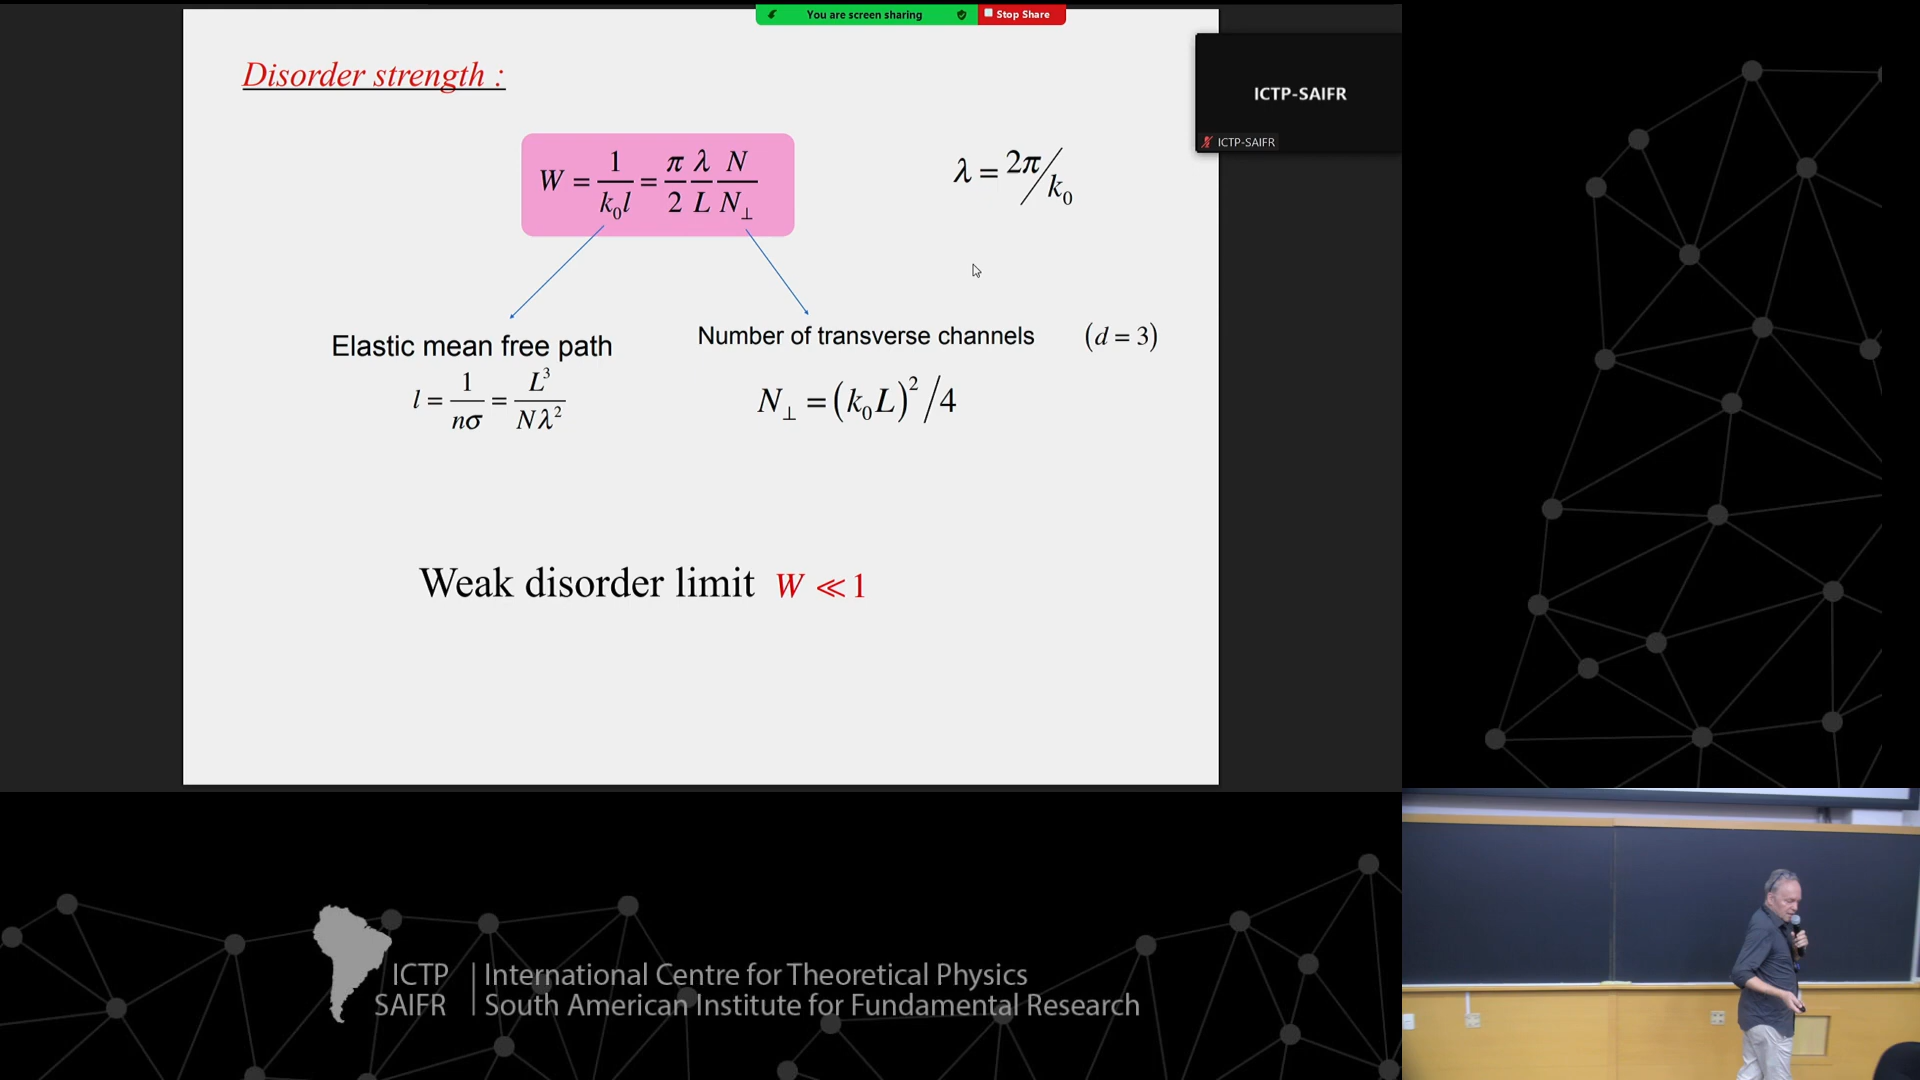 You are screen sharing
Stop Share
Disorder strength :
ICTP-SAIFR
ICTP-SAIFR
W = 1/(k₀l) = (π/2) (λ/L) (N/N⊥)
λ = 2π/k₀
Elastic mean free path
Number of transverse channels (d = 3)
l = 1/(nσ) = L³/(Nλ²)
N⊥ = (k₀L)²/4
Weak disorder limit W ≪ 1
ICTP | International Centre for Theoretical Physics
SAIFR | South American Institute for Fundamental Research